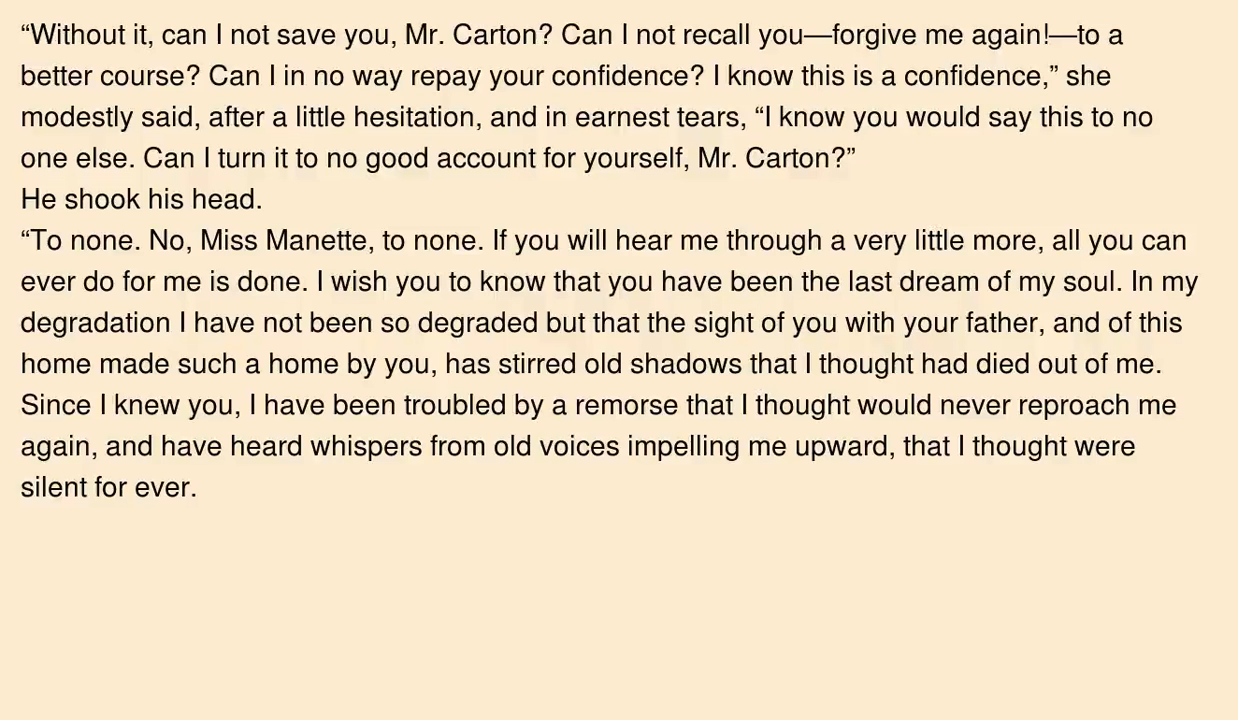 “Without it, can I not save you, Mr. Carton? Can I not recall you—forgive me again!—to a
better course? Can I in no way repay your confidence? I know this is a confidence,” she
modestly said, after a little hesitation, and in earnest tears, “I know you would say this to no
one else. Can I turn it to no good account for yourself, Mr. Carton?”
He shook his head.
“To none. No, Miss Manette, to none. If you will hear me through a very little more, all you can
ever do for me is done. I wish you to know that you have been the last dream of my soul. In my
degradation I have not been so degraded but that the sight of you with your father, and of this
home made such a home by you, has stirred old shadows that I thought had died out of me.
Since I knew you, I have been troubled by a remorse that I thought would never reproach me
again, and have heard whispers from old voices impelling me upward, that I thought were
silent for ever.